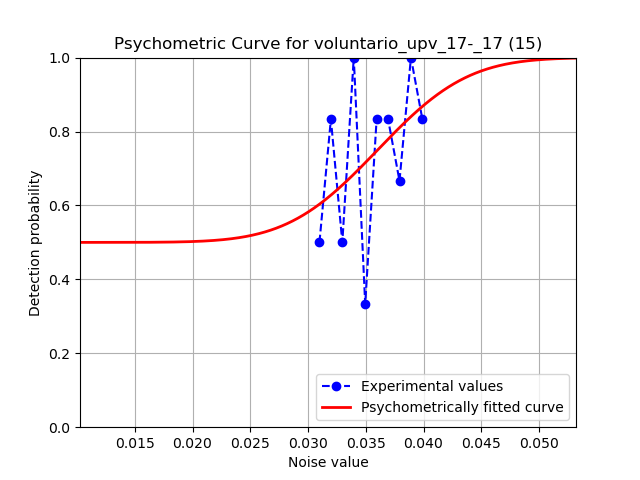 Psychometric Curve for voluntario_upv_17-_17 (15)
1.0
0.8
0.6
0.4
0.2
0.0
Detection probability
Experimental values
Psychometrically fitted curve
0.015 0.020 0.025 0.030 0.035 0.040 0.045 0.050
Noise value